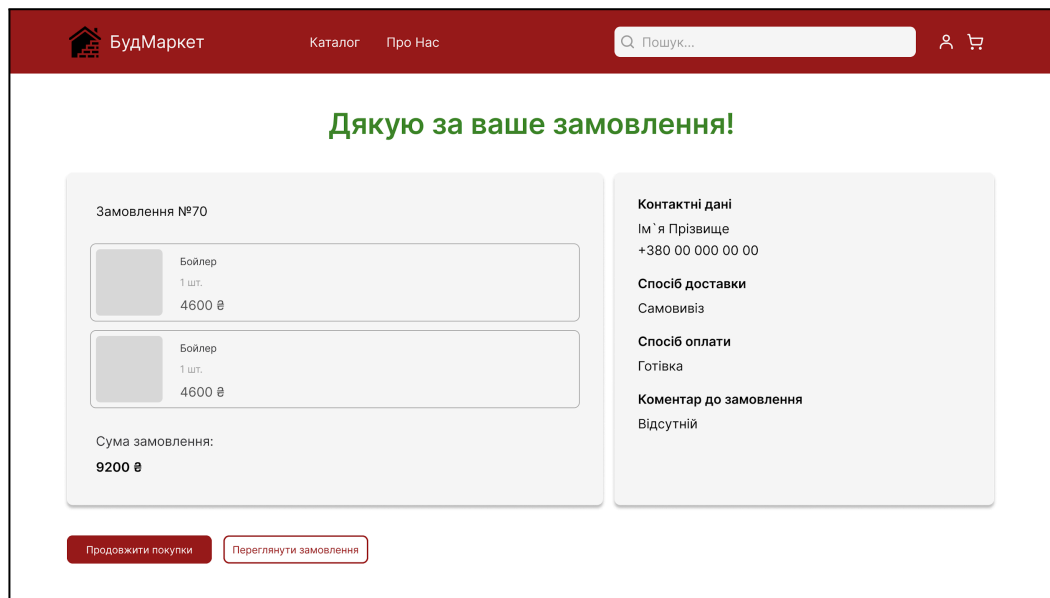 БудМаркет
Каталог
Про Нас
Пошук...
Дякую за ваше замовлення!
Замовлення №70
Бойлер
1 шт.
4600 ₴
Бойлер
1 шт.
4600 ₴
Сума замовлення:
9200 ₴
Контактні дані
Ім`я Прізвище
+380 00 000 00 00
Спосіб доставки
Самовивіз
Спосіб оплати
Готівка
Коментар до замовлення
Відсутній
Продовжити покупки
Переглянути замовлення